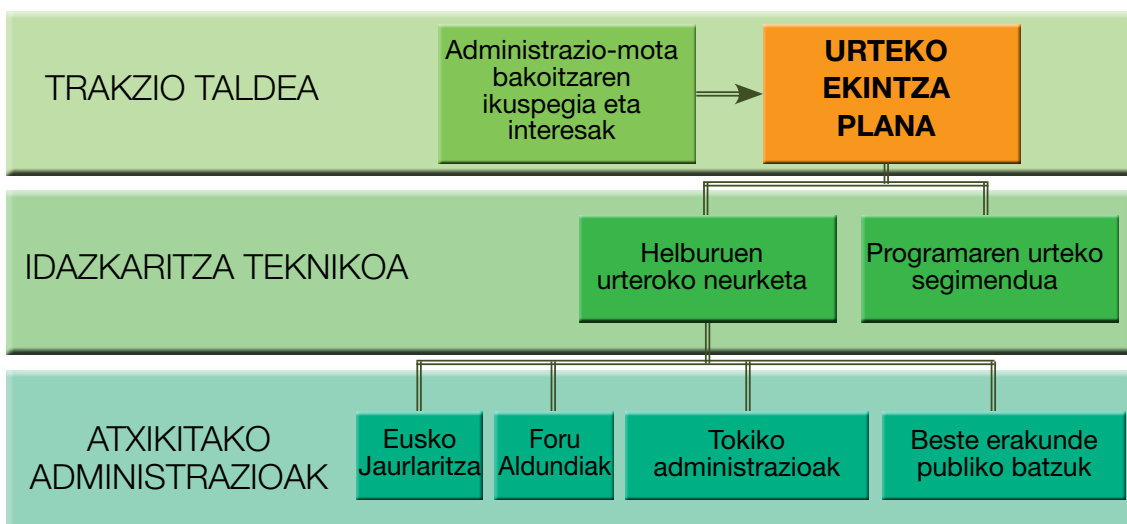 TRAKZIO TALDEA
Administrazio-mota
bakoitzaren
ikuspegia eta
interesak
URTEKO
EKINTZA
PLANA
IDAZKARITZA TEKNIKOA
Helburuen
urteroko neurketa
Programaren urteko
segimendua
ATXIKITAKO
ADMINISTRAZIOAK
Eusko
Jaurlaritza
Foru
Aldundiak
Tokiko
administrazioak
Beste erakunde
publiko batzuk